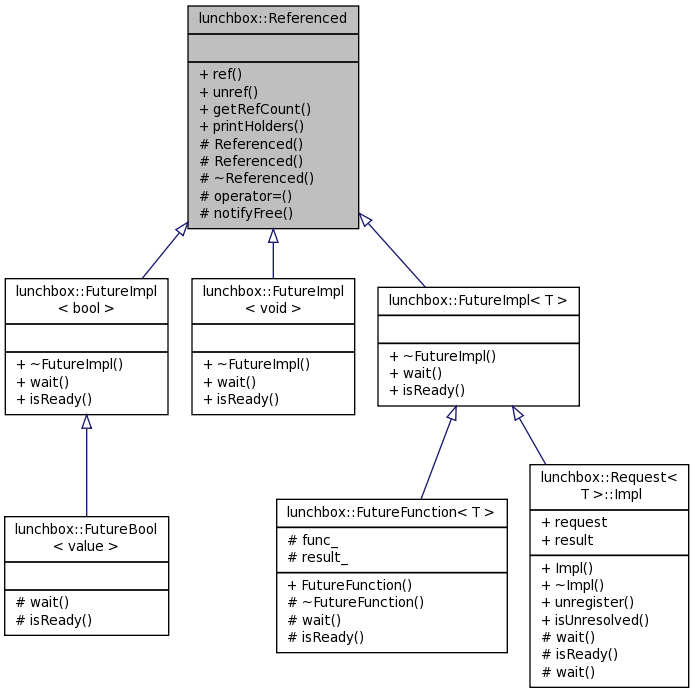 lunchbox::Referenced
+ ref()
+ unref()
+ getRefCount()
+ printHolders()
# Referenced()
# Referenced()
# ~Referenced()
# operator=()
# notifyFree()
lunchbox::FutureImpl
< bool >
+ ~FutureImpl()
+ wait()
+ isReady()
lunchbox::FutureImpl
< void >
+ ~FutureImpl()
+ wait()
+ isReady()
lunchbox::FutureImpl< T >
+ ~FutureImpl()
+ wait()
+ isReady()
lunchbox::FutureBool
< value >
# wait()
# isReady()
lunchbox::FutureFunction< T >
# func_
# result_
+ FutureFunction()
# ~FutureFunction()
# wait()
# isReady()
lunchbox::Request<
T >::Impl
+ request
+ result
+ Impl()
+ ~Impl()
+ unregister()
+ isUnresolved()
# wait()
# isReady()
# wait()